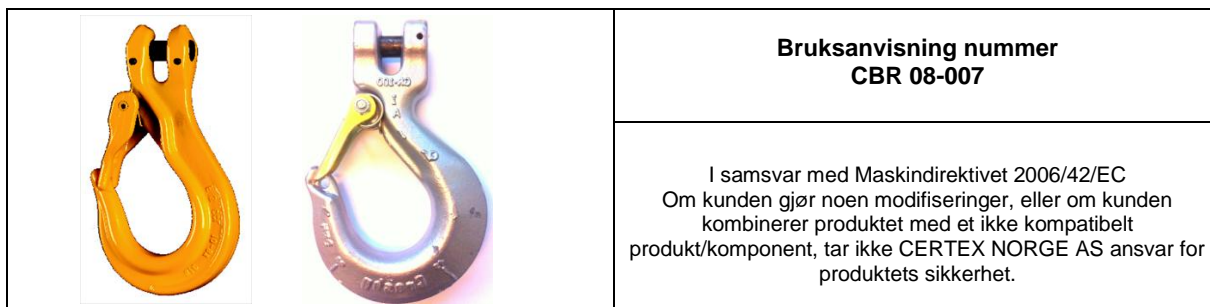 Bruksanvisning nummer
CBR 08-007
I samsvar med Maskindirektivet 2006/42/EC
Om kunden gjør noen modifiseringer, eller om kunden
kombinerer produktet med et ikke kompatibelt
produkt/komponent, tar ikke CERTEX NORGE AS ansvar for
produktets sikkerhet.